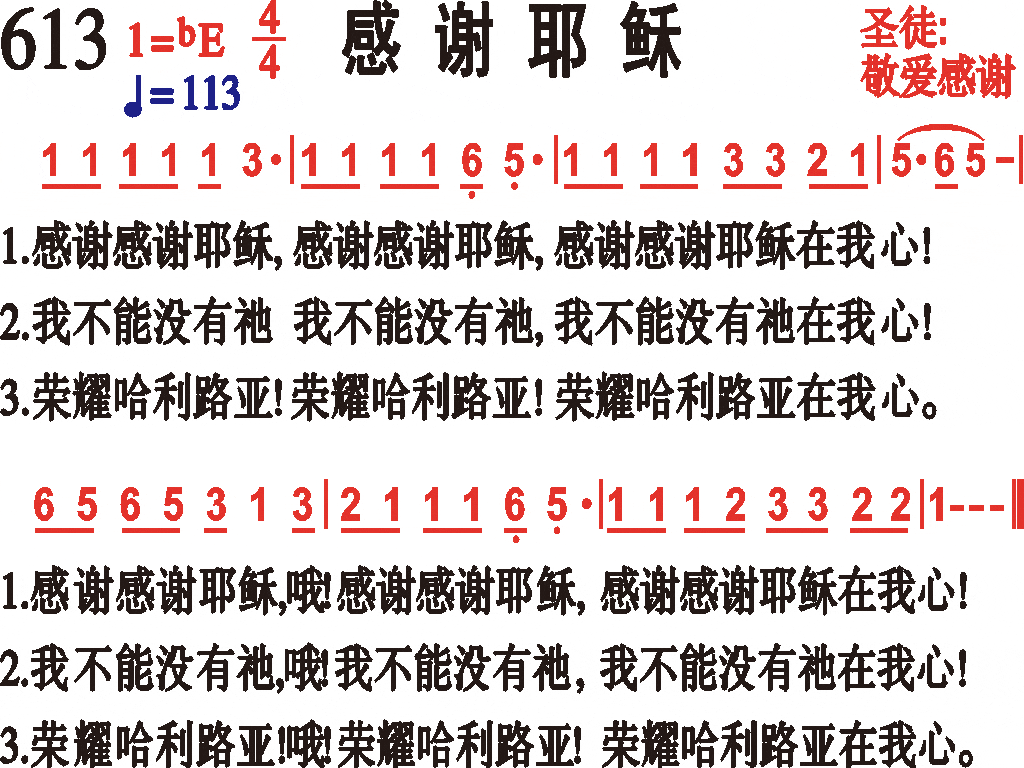 613 1=bE 4/4 感谢耶稣 圣徒:
♩=113 敬爱感谢
1 1 1 1 1 3·|1 1 1 1 6 5·|1 1 1 1 3 3 2 1|5·6 5 –|
1.感谢感谢耶稣, 感谢感谢耶稣, 感谢感谢耶稣在我心!
2.我不能没有祂 我不能没有祂, 我不能没有祂在我心!
3.荣耀哈利路亚! 荣耀哈利路亚! 荣耀哈利路亚在我心。
6 5 6 5 3 1 3|2 1 1 1 6 5·|1 1 1 2 3 3 2 2|1---‖
1.感谢感谢耶稣,哦!感谢感谢耶稣, 感谢感谢耶稣在我心!
2.我不能没有祂,哦!我不能没有祂, 我不能没有祂在我心!
3.荣耀哈利路亚!哦!荣耀哈利路亚! 荣耀哈利路亚在我心。